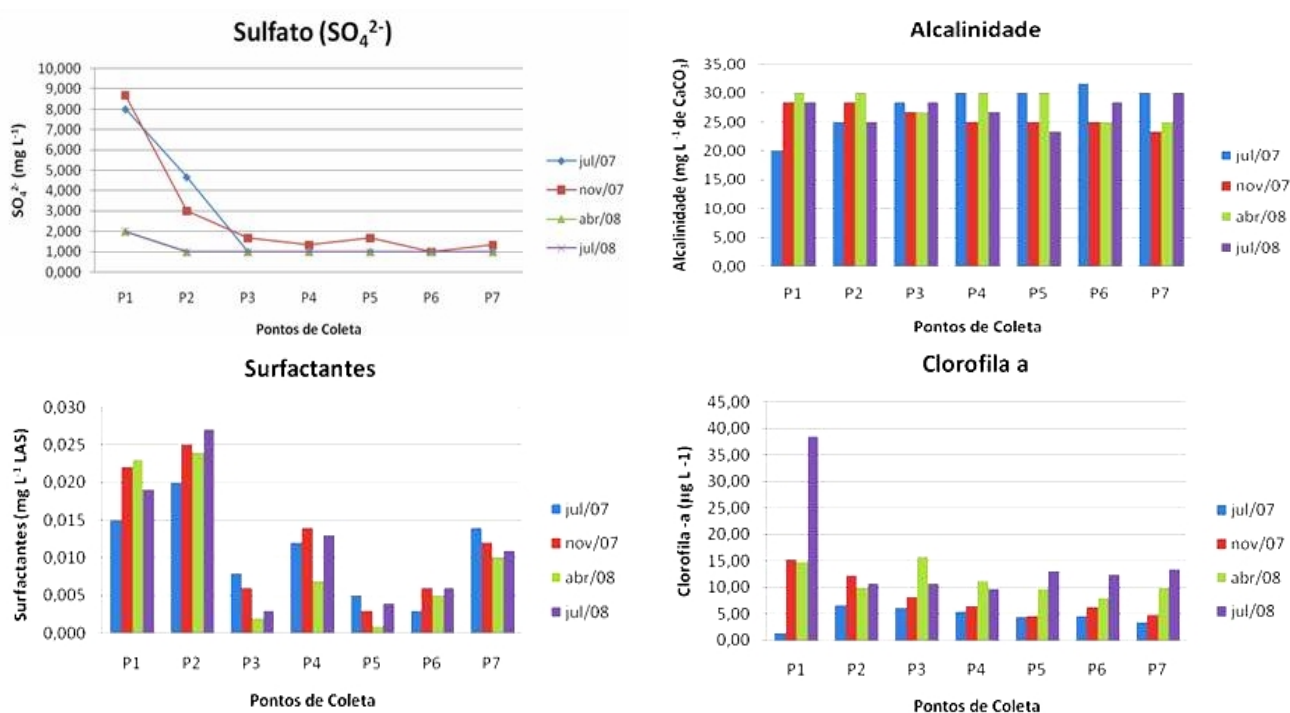 Sulfato (SO₄²⁻)
SO₄²⁻ (mg L⁻¹)
10,000
9,000
8,000
7,000
6,000
5,000
4,000
3,000
2,000
1,000
0,000
P1 P2 P3 P4 P5 P6 P7
Pontos de Coleta
jul/07
nov/07
abr/08
jul/08
Alcalinidade
Alcalinidade (mg L⁻¹ de CaCO₃)
35,00
30,00
25,00
20,00
15,00
10,00
5,00
0,00
P1 P2 P3 P4 P5 P6 P7
Pontos de Coleta
jul/07
nov/07
abr/08
jul/08
Surfactantes
Surfactantes (mg L⁻¹ LAS)
0,030
0,025
0,020
0,015
0,010
0,005
0,000
P1 P2 P3 P4 P5 P6 P7
Pontos de Coleta
jul/07
nov/07
abr/08
jul/08
Clorofila a
Clorofila -a (µg L -1)
45,00
40,00
35,00
30,00
25,00
20,00
15,00
10,00
5,00
0,00
P1 P2 P3 P4 P5 P6 P7
Pontos de Coleta
jul/07
nov/07
abr/08
jul/08